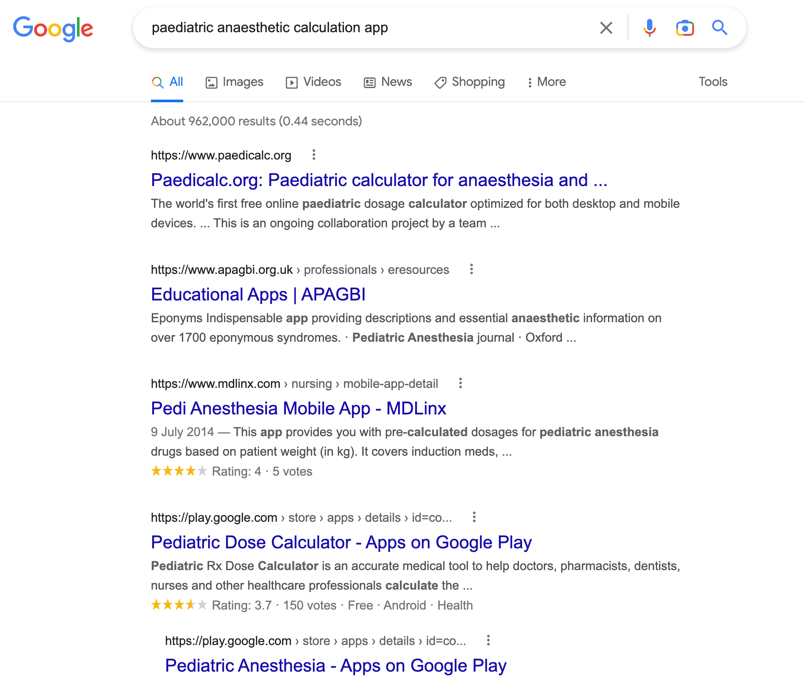 Google
paediatric anaesthetic calculation app
All Images Videos News Shopping More Tools
About 962,000 results (0.44 seconds)
https://www.paedicalc.org
Paedicalc.org: Paediatric calculator for anaesthesia and ...
The world's first free online paediatric dosage calculator optimized for both desktop and mobile
devices. ... This is an ongoing collaboration project by a team ...
https://www.apagbi.org.uk › professionals › eresources
Educational Apps | APAGBI
Eponyms Indispensable app providing descriptions and essential anaesthetic information on
over 1700 eponymous syndromes. · Pediatric Anesthesia journal · Oxford ...
https://www.mdlinx.com › nursing › mobile-app-detail
Pedi Anesthesia Mobile App - MDLinx
9 July 2014 — This app provides you with pre-calculated dosages for pediatric anesthesia
drugs based on patient weight (in kg). It covers induction meds, ...
Rating: 4 · 5 votes
https://play.google.com › store › apps › details › id=co...
Pediatric Dose Calculator - Apps on Google Play
Pediatric Rx Dose Calculator is an accurate medical tool to help doctors, pharmacists, dentists,
nurses and other healthcare professionals calculate the ...
Rating: 3.7 · 150 votes · Free · Android · Health
https://play.google.com › store › apps › details › id=co...
Pediatric Anesthesia - Apps on Google Play